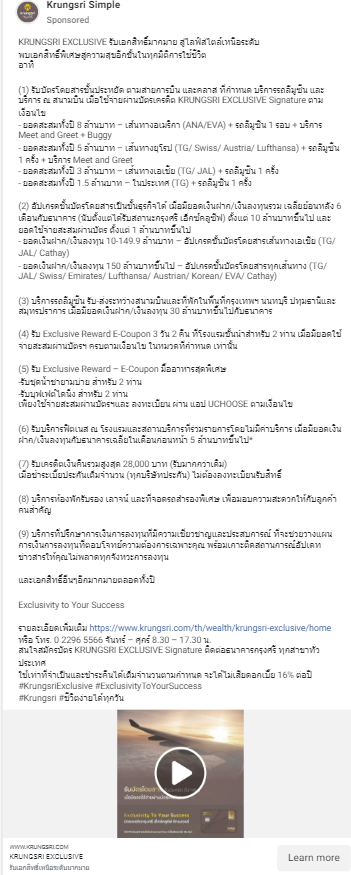 Krungsri Simple
Sponsored
KRUNGSRI EXCLUSIVE รับเอกสิทธิ์มากมาย สู่ไลฟ์สไตล์เหนือระดับ
พบเอกสิทธิ์พิเศษสู่ความสุขอีกขั้นในทุกมิติการใช้ชีวิต
อาทิ
(1) รับบัตรโดยสารชั้นประหยัด ตามสายการบิน และคลาส ที่กำหนด บริการรถลีมูซีน และ
บริการ ณ สนามบิน เมื่อใช้จ่ายผ่านบัตรเครดิต KRUNGSRI EXCLUSIVE Signature ตาม
เงื่อนไข
- ยอดสะสมทั้งปี 8 ล้านบาท – เส้นทางอเมริกา (ANA/EVA) + รถลีมูซีน 1 รอบ + บริการ
Meet and Greet + Buggy
- ยอดสะสมทั้งปี 5 ล้านบาท – เส้นทางยุโรป (TG/ Swiss/ Austria/ Lufthansa) + รถลีมูซีน
1 ครั้ง + บริการ Meet and Greet
- ยอดสะสมทั้งปี 3 ล้านบาท – เส้นทางเอเชีย (TG/ JAL) + รถลีมูซีน 1 ครั้ง
- ยอดสะสมทั้งปี 1.5 ล้านบาท – ในประเทศ (TG) + รถลีมูซีน 1 ครั้ง
(2) อัปเกรดชั้นบัตรโดยสารเป็นชั้นธุรกิจได้ เมื่อมียอดเงินฝาก/เงินลงทุนรวม เฉลี่ยย้อนหลัง 6
เดือนกับธนาคาร (นับตั้งแต่ได้รับสถานะกรุงศรี เอ็กซ์คลูซีฟ) ตั้งแต่ 10 ล้านบาทขึ้นไป และ
ยอดใช้จ่ายสะสมผ่านบัตร ตั้งแต่ 1 ล้านบาทขึ้นไป
- ยอดเงินฝาก/เงินลงทุน 10-149.9 ล้านบาท – อัปเกรดชั้นบัตรโดยสารเส้นทางเอเชีย (TG/
JAL/ Cathay)
- ยอดเงินฝาก/เงินลงทุน 150 ล้านบาทขึ้นไป – อัปเกรดชั้นบัตรโดยสารทุกเส้นทาง (TG/
JAL/ Swiss/ Emirates/ Lufthansa/ Austrian/ Korean/ EVA/ Cathay)
(3) บริการรถลีมูซีน รับ-ส่งระหว่างสนามบินและที่พักในพื้นที่กรุงเทพฯ นนทบุรี ปทุมธานีและ
สมุทรปราการ เมื่อมียอดเงินฝาก/เงินลงทุน 30 ล้านบาทขึ้นไปกับธนาคาร
(4) รับ Exclusive Reward E-Coupon 3 วัน 2 คืน ที่โรงแรมชั้นนำสำหรับ 2 ท่าน เมื่อมียอดใช้
จ่ายสะสมผ่านบัตรฯ ครบตามเงื่อนไข ในหมวดที่กำหนด เท่านั้น
(5) รับ Exclusive Reward – E-Coupon มื้ออาหารสุดพิเศษ
-รับชุดน้ำชายามบ่าย สำหรับ 2 ท่าน
-รับบุฟเฟต์ไดนิ่ง สำหรับ 2 ท่าน
เพียงใช้จ่ายสะสมผ่านบัตรฯและ ลงทะเบียน ผ่าน แอป UCHOOSE ตามเงื่อนไข
(6) รับบริการฟิตเนส ณ โรงแรมและสถานบริการรวมทุกรายการโดยไม่มีค่าบริการ เมื่อมียอดเงิน
ฝาก/เงินลงทุนกับธนาคารเฉลี่ยในเดือนก่อนหน้า 5 ล้านบาทขึ้นไป*
(7) รับเครดิตเงินคืนรวมสูงสุด 28,000 บาท (รับมากกว่าเดิม)
เมื่อชำระเบี้ยประกันเต็มจำนวน (ทุกบริษัทประกัน) ไม่ต้องลงทะเบียนรับสิทธิ์
(8) บริการห้องพักรับรอง เลาจน์ และที่จอดรถสำรองพิเศษ เพื่อมอบความสะดวกให้กับลูกค้า
คนสำคัญ
(9) บริการที่ปรึกษาการเงินการลงทุนที่มีความเชี่ยวชาญและประสบการณ์ ที่จะช่วยวางแผน
การเงินการลงทุนที่ตอบโจทย์ความต้องการเฉพาะคุณ พร้อมเกาะติดสถานการณ์อัปเดท
ข่าวสารให้คุณไม่พลาดทุกจังหวะการลงทุน
และเอกสิทธิ์อื่นๆอีกมากมายตลอดทั้งปี
Exclusivity to Your Success
รายละเอียดเพิ่มเติม https://www.krungsri.com/th/wealth/krungsri-exclusive/home
หรือ โทร. 0 2296 5566 จันทร์ – ศุกร์ 8.30 – 17.30 น.
สนใจสมัครบัตร KRUNGSRI EXCLUSIVE Signature ติดต่อธนาคารกรุงศรี ทุกสาขาทั่ว
ประเทศ
ใช้เท่าที่จำเป็นและชำระคืนได้เต็มจำนวนตามกำหนด จะได้ไม่เสียดอกเบี้ย 16% ต่อปี
#KrungsriExclusive #ExclusivityToYourSuccess
#Krungsri #ชีวิตง่ายได้ทุกวัน
Exclusivity To Your Success
WWW.KRUNGSRI.COM
KRUNGSRI EXCLUSIVE
รับเอกสิทธิ์เหนือระดับมากมาย
Learn more